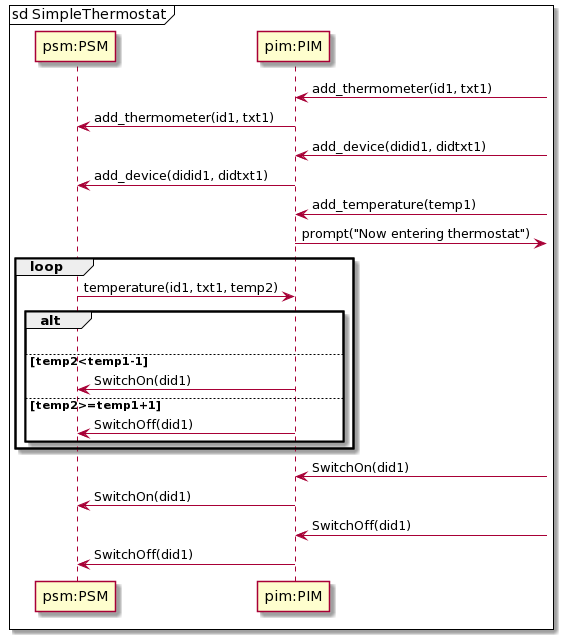 sd SimpleThermostat
psm:PSM pim:PIM
add_thermometer(id1, txt1)
add_thermometer(id1, txt1)
add_device(didid1, didtxt1)
add_device(didid1, didtxt1)
add_temperature(temp1)
prompt("Now entering thermostat")
loop
temperature(id1, txt1, temp2)
alt
[temp2<temp1-1]
SwitchOn(did1)
[temp2>=temp1+1]
SwitchOff(did1)
SwitchOn(did1)
SwitchOn(did1)
SwitchOff(did1)
SwitchOff(did1)
psm:PSM pim:PIM